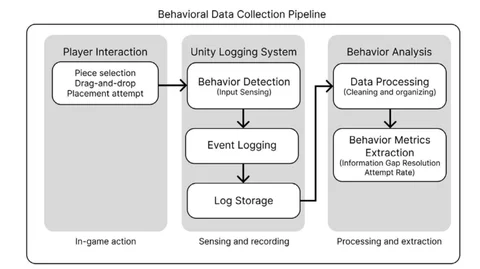 Behavioral Data Collection Pipeline
Player Interaction
Piece selection
Drag-and-drop
Placement attempt
In-game action
Unity Logging System
Behavior Detection
(Input Sensing)
Event Logging
Log Storage
Sensing and recording
Behavior Analysis
Data Processing
(Cleaning and organizing)
Behavior Metrics
Extraction
(Information Gap Resolution
Attempt Rate)
Processing and extraction